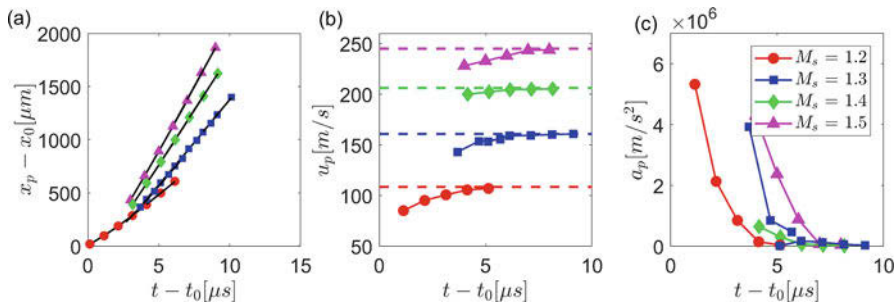 (a)
2000
1500
1000
500
0
0 5 10 15
x_p − x_0[μm]
t − t_0[μs]
(b)
250
200
150
100
50
0 5 10
u_p[m/s]
t − t_0[μs]
(c)
×10^6
6
4
2
0
0 5 10
a_p[m/s^2]
t − t_0[μs]
M_s = 1.2
M_s = 1.3
M_s = 1.4
M_s = 1.5